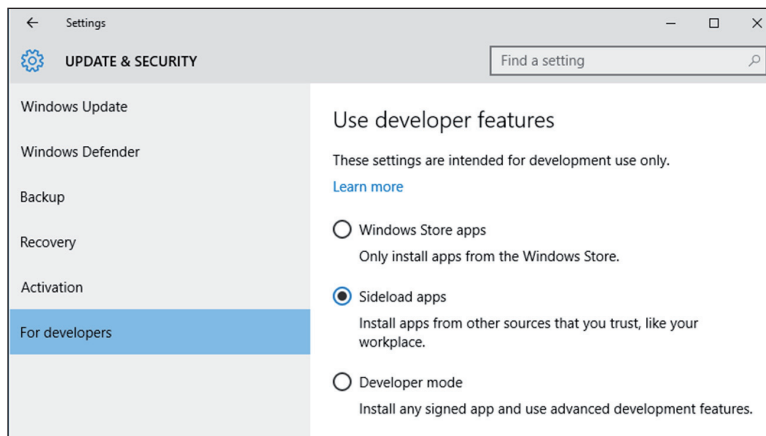 Settings
UPDATE & SECURITY
Find a setting
Windows Update
Windows Defender
Backup
Recovery
Activation
For developers
Use developer features
These settings are intended for development use only.
Learn more
Windows Store apps
Only install apps from the Windows Store.
Sideload apps
Install apps from other sources that you trust, like your
workplace.
Developer mode
Install any signed app and use advanced development features.